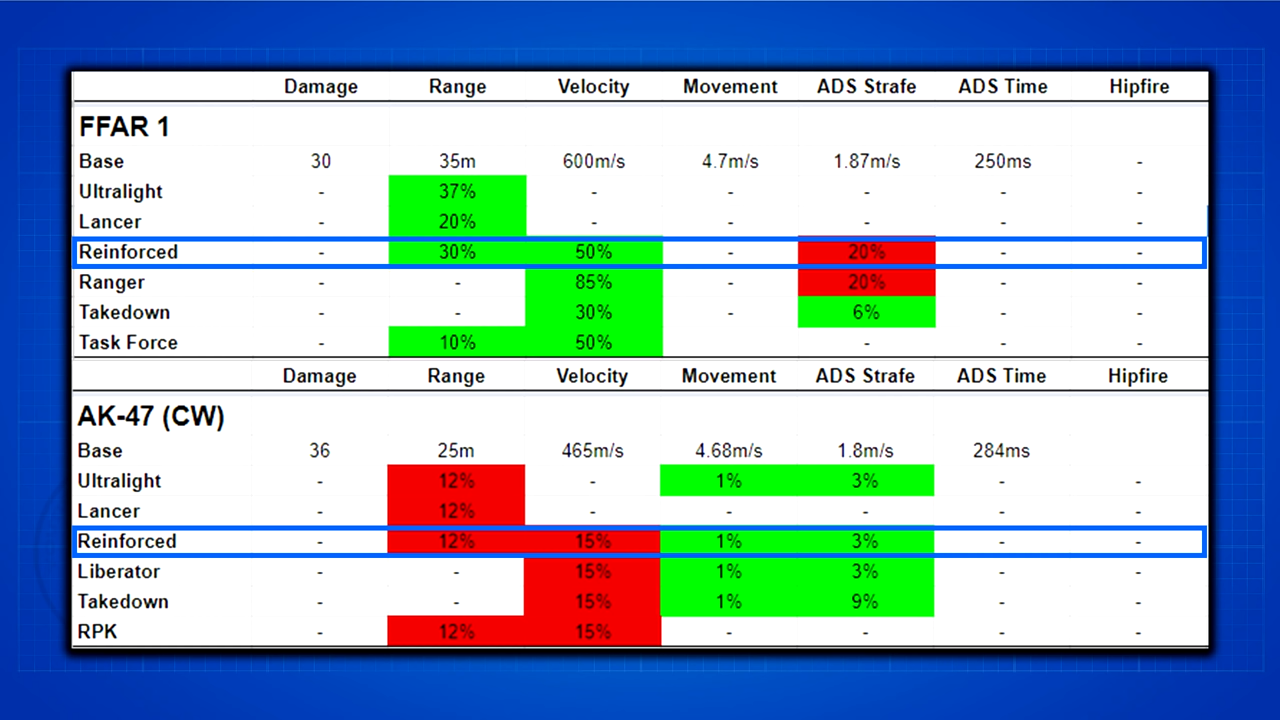 Damage Range Velocity Movement ADS Strafe ADS Time Hipfire
FFAR 1
Base 30 35m 600m/s 4.7m/s 1.87m/s 250ms -
Ultralight - 37% - - - - -
Lancer - 20% - - - - -
Reinforced - 30% 50% - 20% - -
Ranger - - 85% - 20% - -
Takedown - - 30% - 6% - -
Task Force - 10% 50% - - -
Damage Range Velocity Movement ADS Strafe ADS Time Hipfire
AK-47 (CW)
Base 36 25m 465m/s 4.68m/s 1.8m/s 284ms
Ultralight - 12% - 1% 3% - -
Lancer - 12% - - - - -
Reinforced - 12% 15% 1% 3% - -
Liberator - - 15% 1% 3% - -
Takedown - - 15% 1% 9% - -
RPK - 12% 15% - - - -